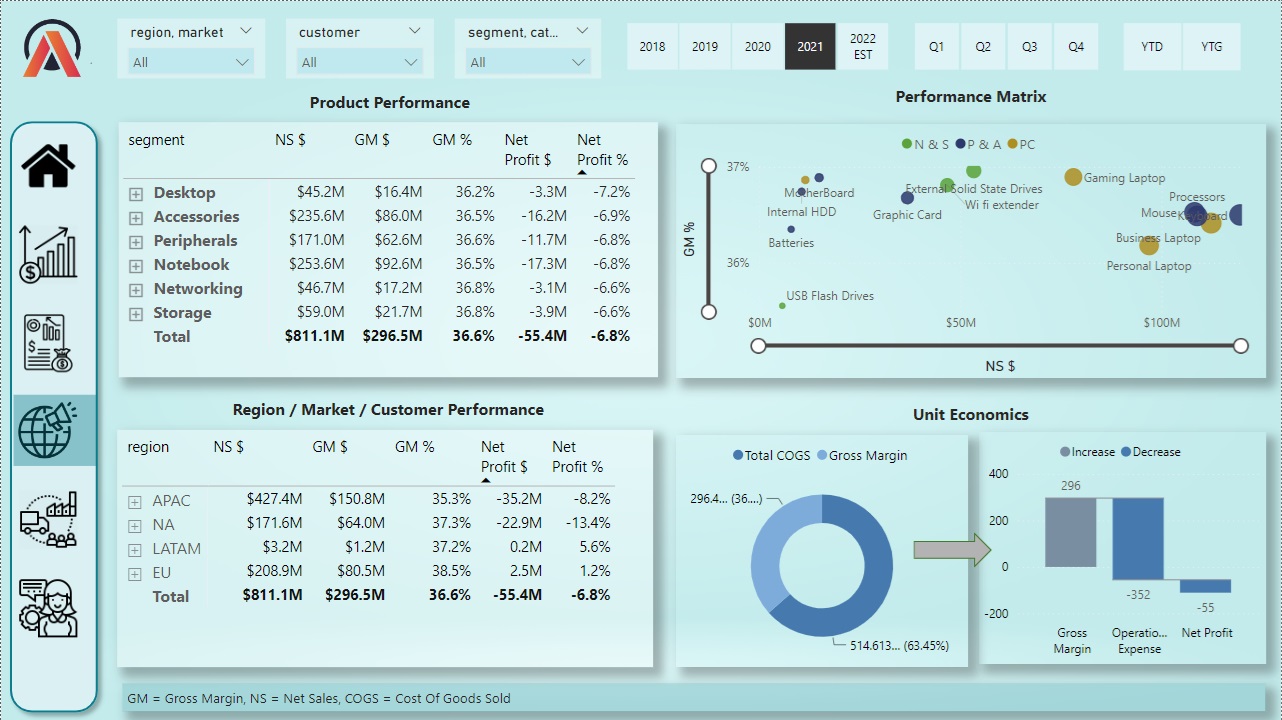 region, market
All
customer
All
segment, cat...
All
2018 2019 2020 2021 2022 EST
Q1 Q2 Q3 Q4
YTD YTG
Product Performance
segment NS $ GM $ GM % Net Profit $ Net Profit %
Desktop $45.2M $16.4M 36.2% -3.3M -7.2%
Accessories $235.6M $86.0M 36.5% -16.2M -6.9%
Peripherals $171.0M $62.6M 36.6% -11.7M -6.8%
Notebook $253.6M $92.6M 36.5% -17.3M -6.8%
Networking $46.7M $17.2M 36.8% -3.1M -6.6%
Storage $59.0M $21.7M 36.8% -3.9M -6.6%
Total $811.1M $296.5M 36.6% -55.4M -6.8%
Performance Matrix
N & S P & A PC
37%
36%
GM %
MotherBoard
Internal HDD
Batteries
USB Flash Drives
Graphic Card
External Solid State Drives
Wi fi extender
Gaming Laptop
Processors
Mouse
Keyboard
Business Laptop
Personal Laptop
$0M $50M $100M
NS $
Region / Market / Customer Performance
region NS $ GM $ GM % Net Profit $ Net Profit %
APAC $427.4M $150.8M 35.3% -35.2M -8.2%
NA $171.6M $64.0M 37.3% -22.9M -13.4%
LATAM $3.2M $1.2M 37.2% 0.2M 5.6%
EU $208.9M $80.5M 38.5% 2.5M 1.2%
Total $811.1M $296.5M 36.6% -55.4M -6.8%
Unit Economics
Total COGS Gross Margin
296.4... (36....)
514.613... (63.45%)
Increase Decrease
400
200
0
-200
296
-352
-55
Gross Margin
Operatio... Expense
Net Profit
GM = Gross Margin, NS = Net Sales, COGS = Cost Of Goods Sold